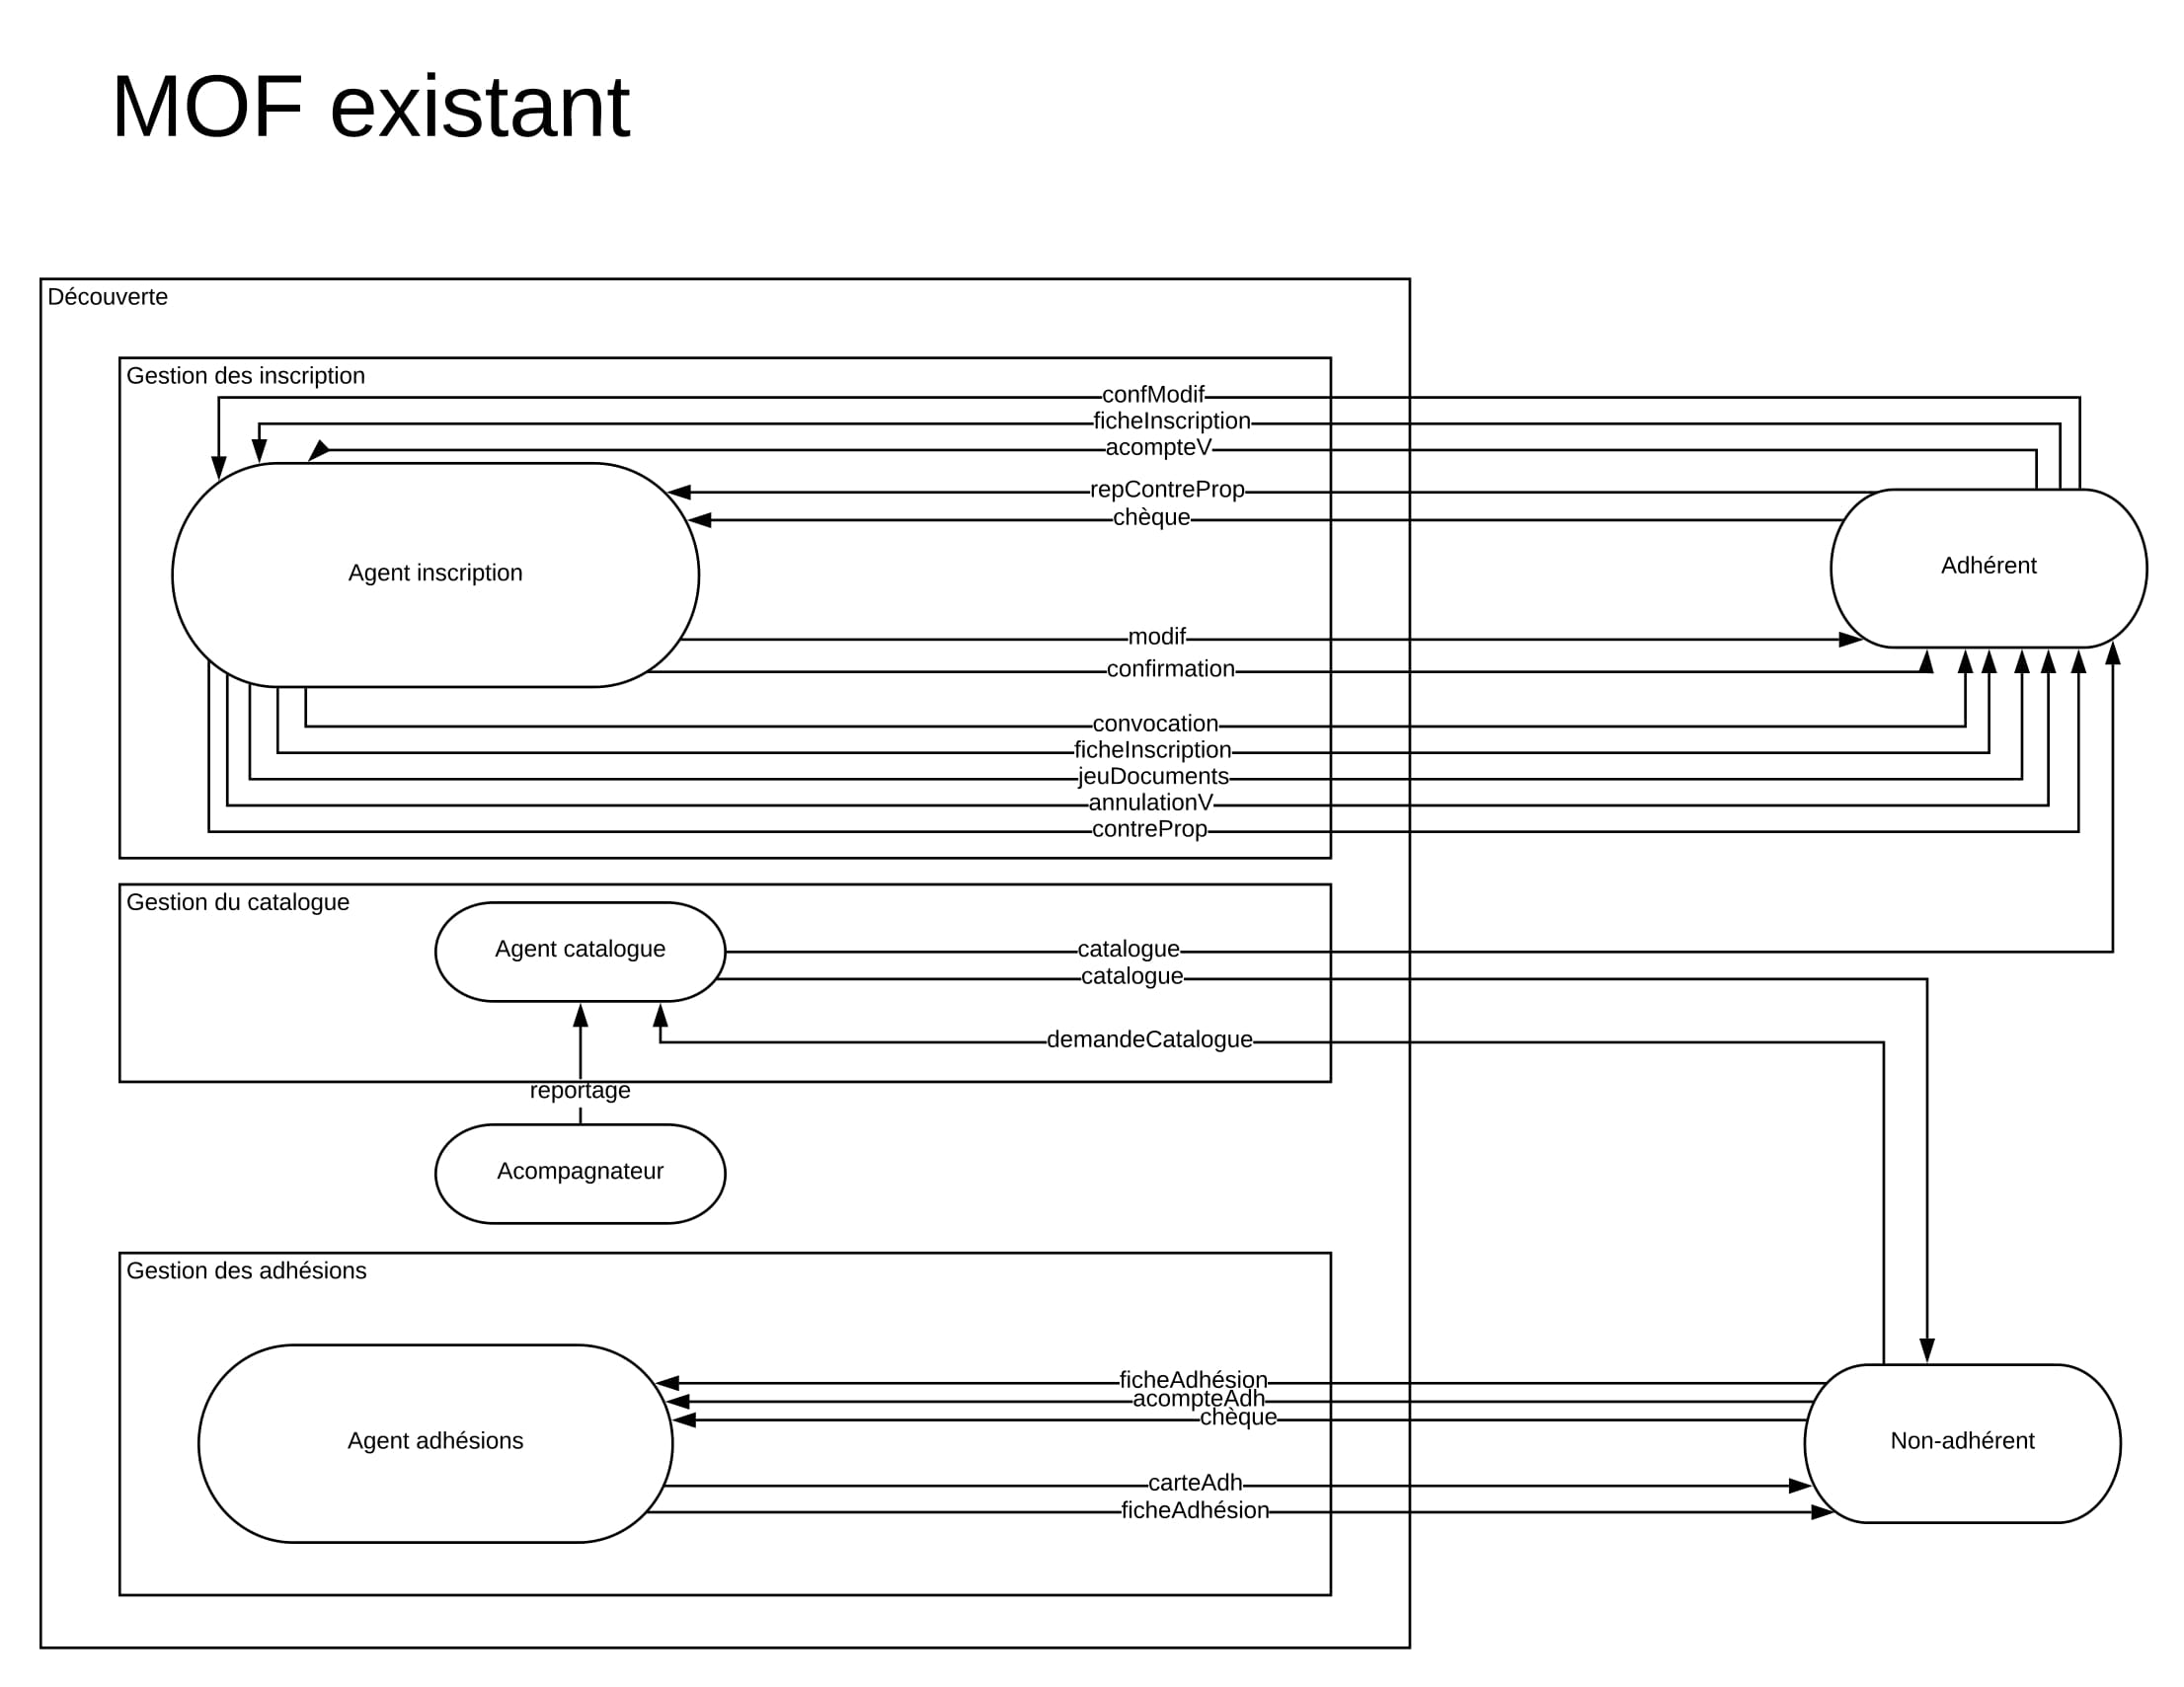 MOF existant
Découverte
Gestion des inscription
confModif
ficheInscription
acompteV
repContreProp
chèque
Agent inscription
Adhérent
modif
confirmation
convocation
ficheInscription
jeuDocuments
annulationV
contreProp
Gestion du catalogue
Agent catalogue
catalogue
catalogue
demandeCatalogue
reportage
Acompagnateur
Gestion des adhésions
ficheAdhésion
acompteAdh
chèque
Agent adhésions
Non-adhérent
carteAdh
ficheAdhésion